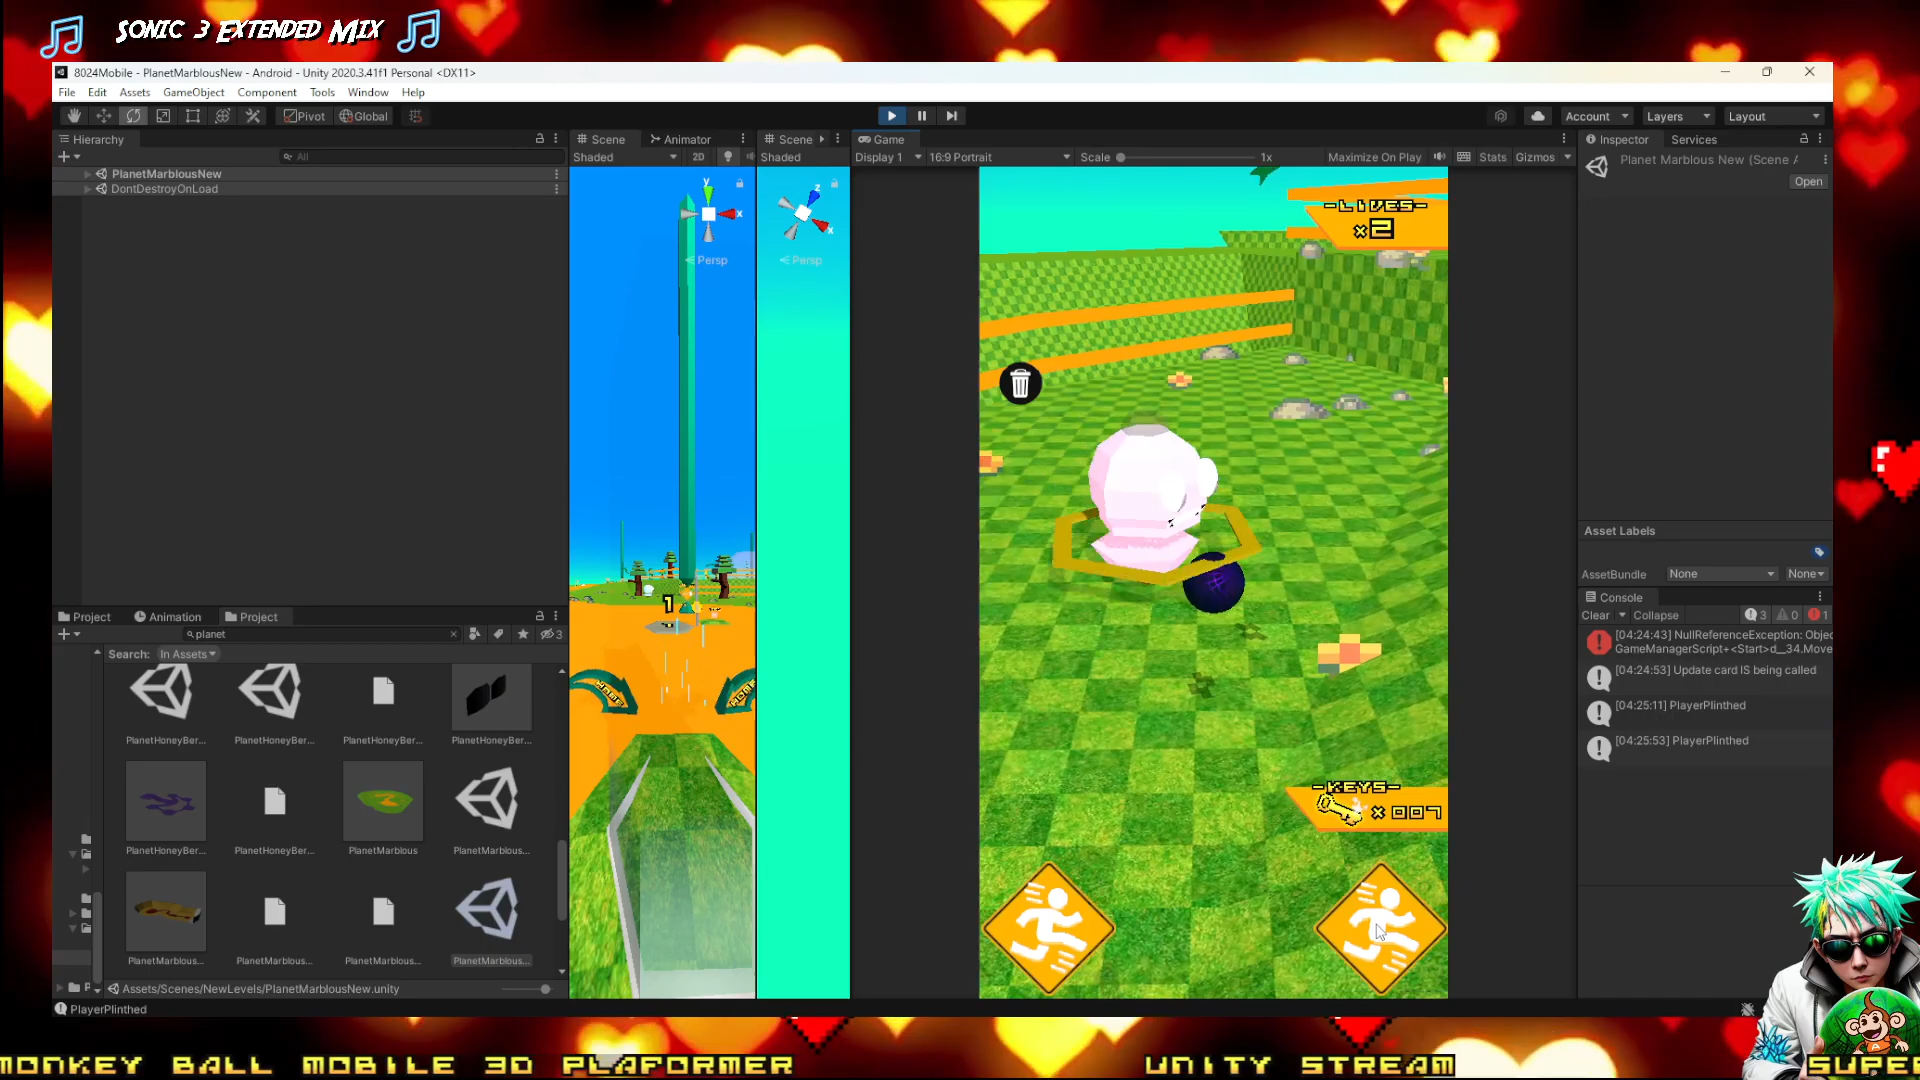 Sonic 3 Extended Mix
8024Mobile - PlanetMarblousNew - Android - Unity 2020.3.41f1 Personal <DX11>
File Edit Assets GameObject Component Tools Window Help
Pivot Global
Account Layers Layout
Hierarchy
All
PlanetMarblousNew
DontDestroyOnLoad
Scene Animator
Shaded 2D
y x
Persp
Scene
Shaded
z x
Persp
Game
Display 1 16:9 Portrait Scale 1x Maximize On Play Stats Gizmos
-LIVES-
×2
-KEYS-
×007
1
HOME
Inspector Services
Planet Marblous New (Scene A
Open
Asset Labels
AssetBundle None None
Console
Clear Collapse 3 0 1
[04:24:43] NullReferenceException: Objec
GameManagerScript+<Start>d__34.Move
[04:24:53] Update card IS being called
[04:25:11] PlayerPlinthed
[04:25:53] PlayerPlinthed
Project Animation Project
planet
3
Search: In Assets
PlanetHoneyBer... PlanetHoneyBer... PlanetHoneyBer... PlanetHoneyBer...
PlanetHoneyBer... PlanetHoneyBer... PlanetMarblous PlanetMarblous...
PlanetMarblous... PlanetMarblous... PlanetMarblous... PlanetMarblous...
Assets/Scenes/NewLevels/PlanetMarblousNew.unity
PlayerPlinthed
MONKEY BALL MOBILE 3D PLAFORMER UNITY STREAM SUPE